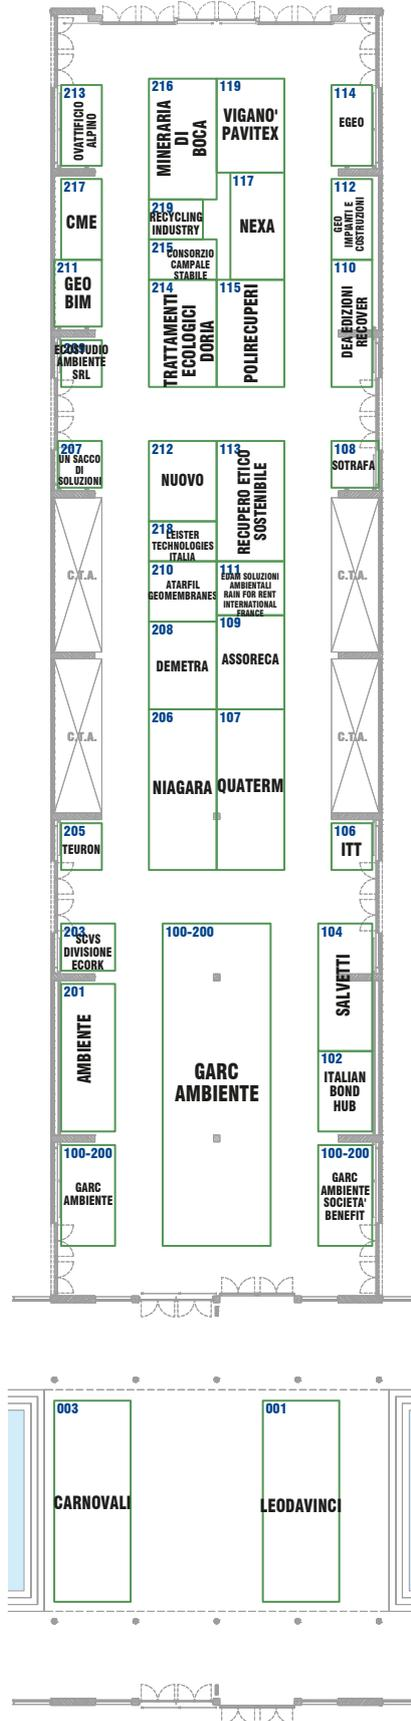 213
OVATTIFICIO
ALPINO
216
MINERARIA
DI
BOCA
119
VIGANO'
PAVITEX
114
EGEO
217
CME
219
RECYCLING
INDUSTRY
117
NEXA
112
GEO
IMPIANTI E
COSTRUZIONI
211
GEO
BIM
215
CONSORZIO
CAMPALE
STABILE
110
DEA EDIZIONI
RECOVER
214
TRATTAMENTI
ECOLOGICI
DORIA
115
POLIRECUPERI
ECOSTUDIO
AMBIENTE
SRL
207
UN SACCO
DI
SOLUZIONI
212
NUOVO
113
RECUPERO ETICO
SOSTENIBILE
108
SOTRAFA
218
LEISTER
TECHNOLOGIES
ITALIA
C.T.A.
C.T.A.
210
ATARFIL
GEOMEMBRANES
111
EDAM SOLUZIONI
AMBIENTALI
RAIN FOR RENT
INTERNATIONAL
FRANCE
208
DEMETRA
109
ASSORECA
206
NIAGARA
107
QUATERM
C.T.A.
C.T.A.
205
TEURON
106
ITT
203
SCVS
DIVISIONE
ECORK
100-200
GARC
AMBIENTE
104
SALVETTI
201
AMBIENTE
102
ITALIAN
BOND
HUB
100-200
GARC
AMBIENTE
100-200
GARC
AMBIENTE
SOCIETA'
BENEFIT
003
CARNOVALI
001
LEODAVINCI